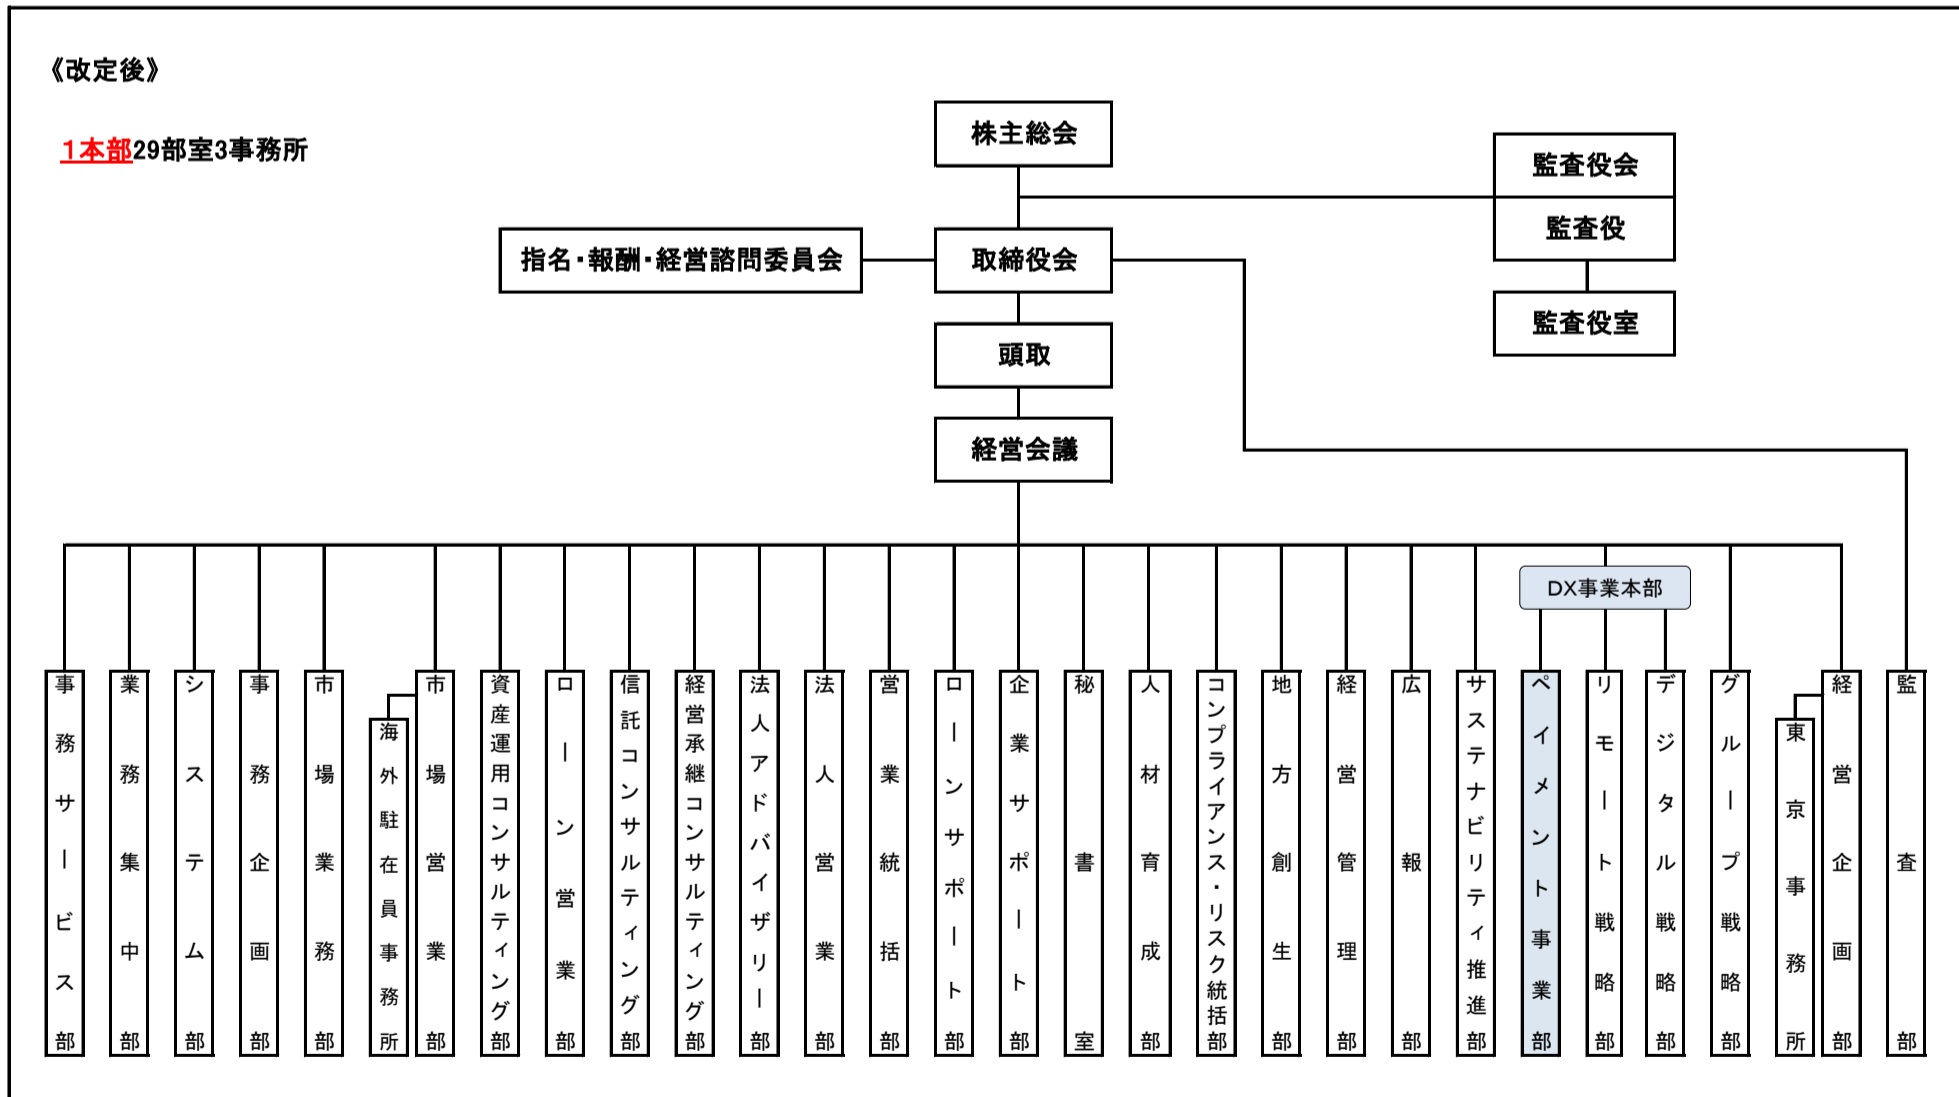 《改定後》
1本部29部室3事務所
株主総会
監査役会
監査役
監査役室
指名・報酬・経営諮問委員会
取締役会
頭取
経営会議
DX事業本部
事務サービス部
業務集中部
システム部
事務企画部
市場業務部
海外駐在員事務所
市場営業部
資産運用コンサルティング部
ローン営業部
信託コンサルティング部
経営承継コンサルティング部
法人アドバイザリー部
法人営業部
営業統括部
ローンサポート部
企業サポート部
秘書室
人材育成部
コンプライアンス・リスク統括部
地方創生部
経営管理部
広報部
サステナビリティ推進部
ペイメント事業部
リモート戦略部
デジタル戦略部
グループ戦略部
東京事務所
経営企画部
監査部